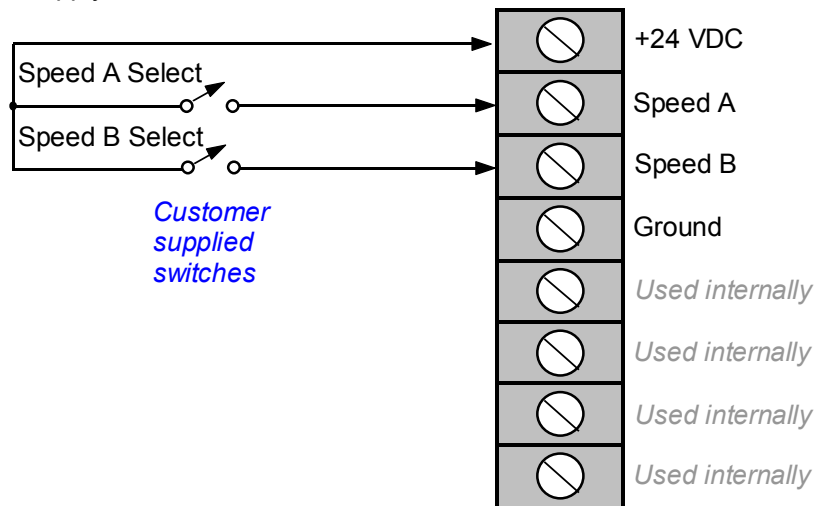 +24 VDC
Speed A Select
Speed A
Speed B Select
Speed B
Customer
supplied
switches
Ground
Used internally
Used internally
Used internally
Used internally